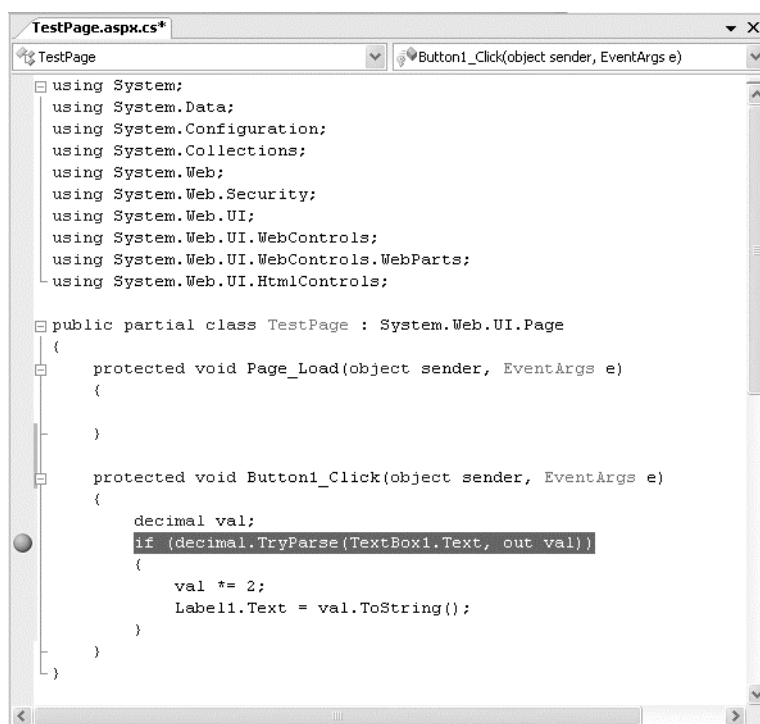 TestPage.aspx.cs*
TestPage
Button1_Click(object sender, EventArgs e)
using System;
using System.Data;
using System.Configuration;
using System.Collections;
using System.Web;
using System.Web.Security;
using System.Web.UI;
using System.Web.UI.WebControls;
using System.Web.UI.WebControls.WebParts;
using System.Web.UI.HtmlControls;
public partial class TestPage : System.Web.UI.Page
{
protected void Page_Load(object sender, EventArgs e)
{
}
protected void Button1_Click(object sender, EventArgs e)
{
decimal val;
if (decimal.TryParse(TextBox1.Text, out val))
{
val *= 2;
Label1.Text = val.ToString();
}
}
}